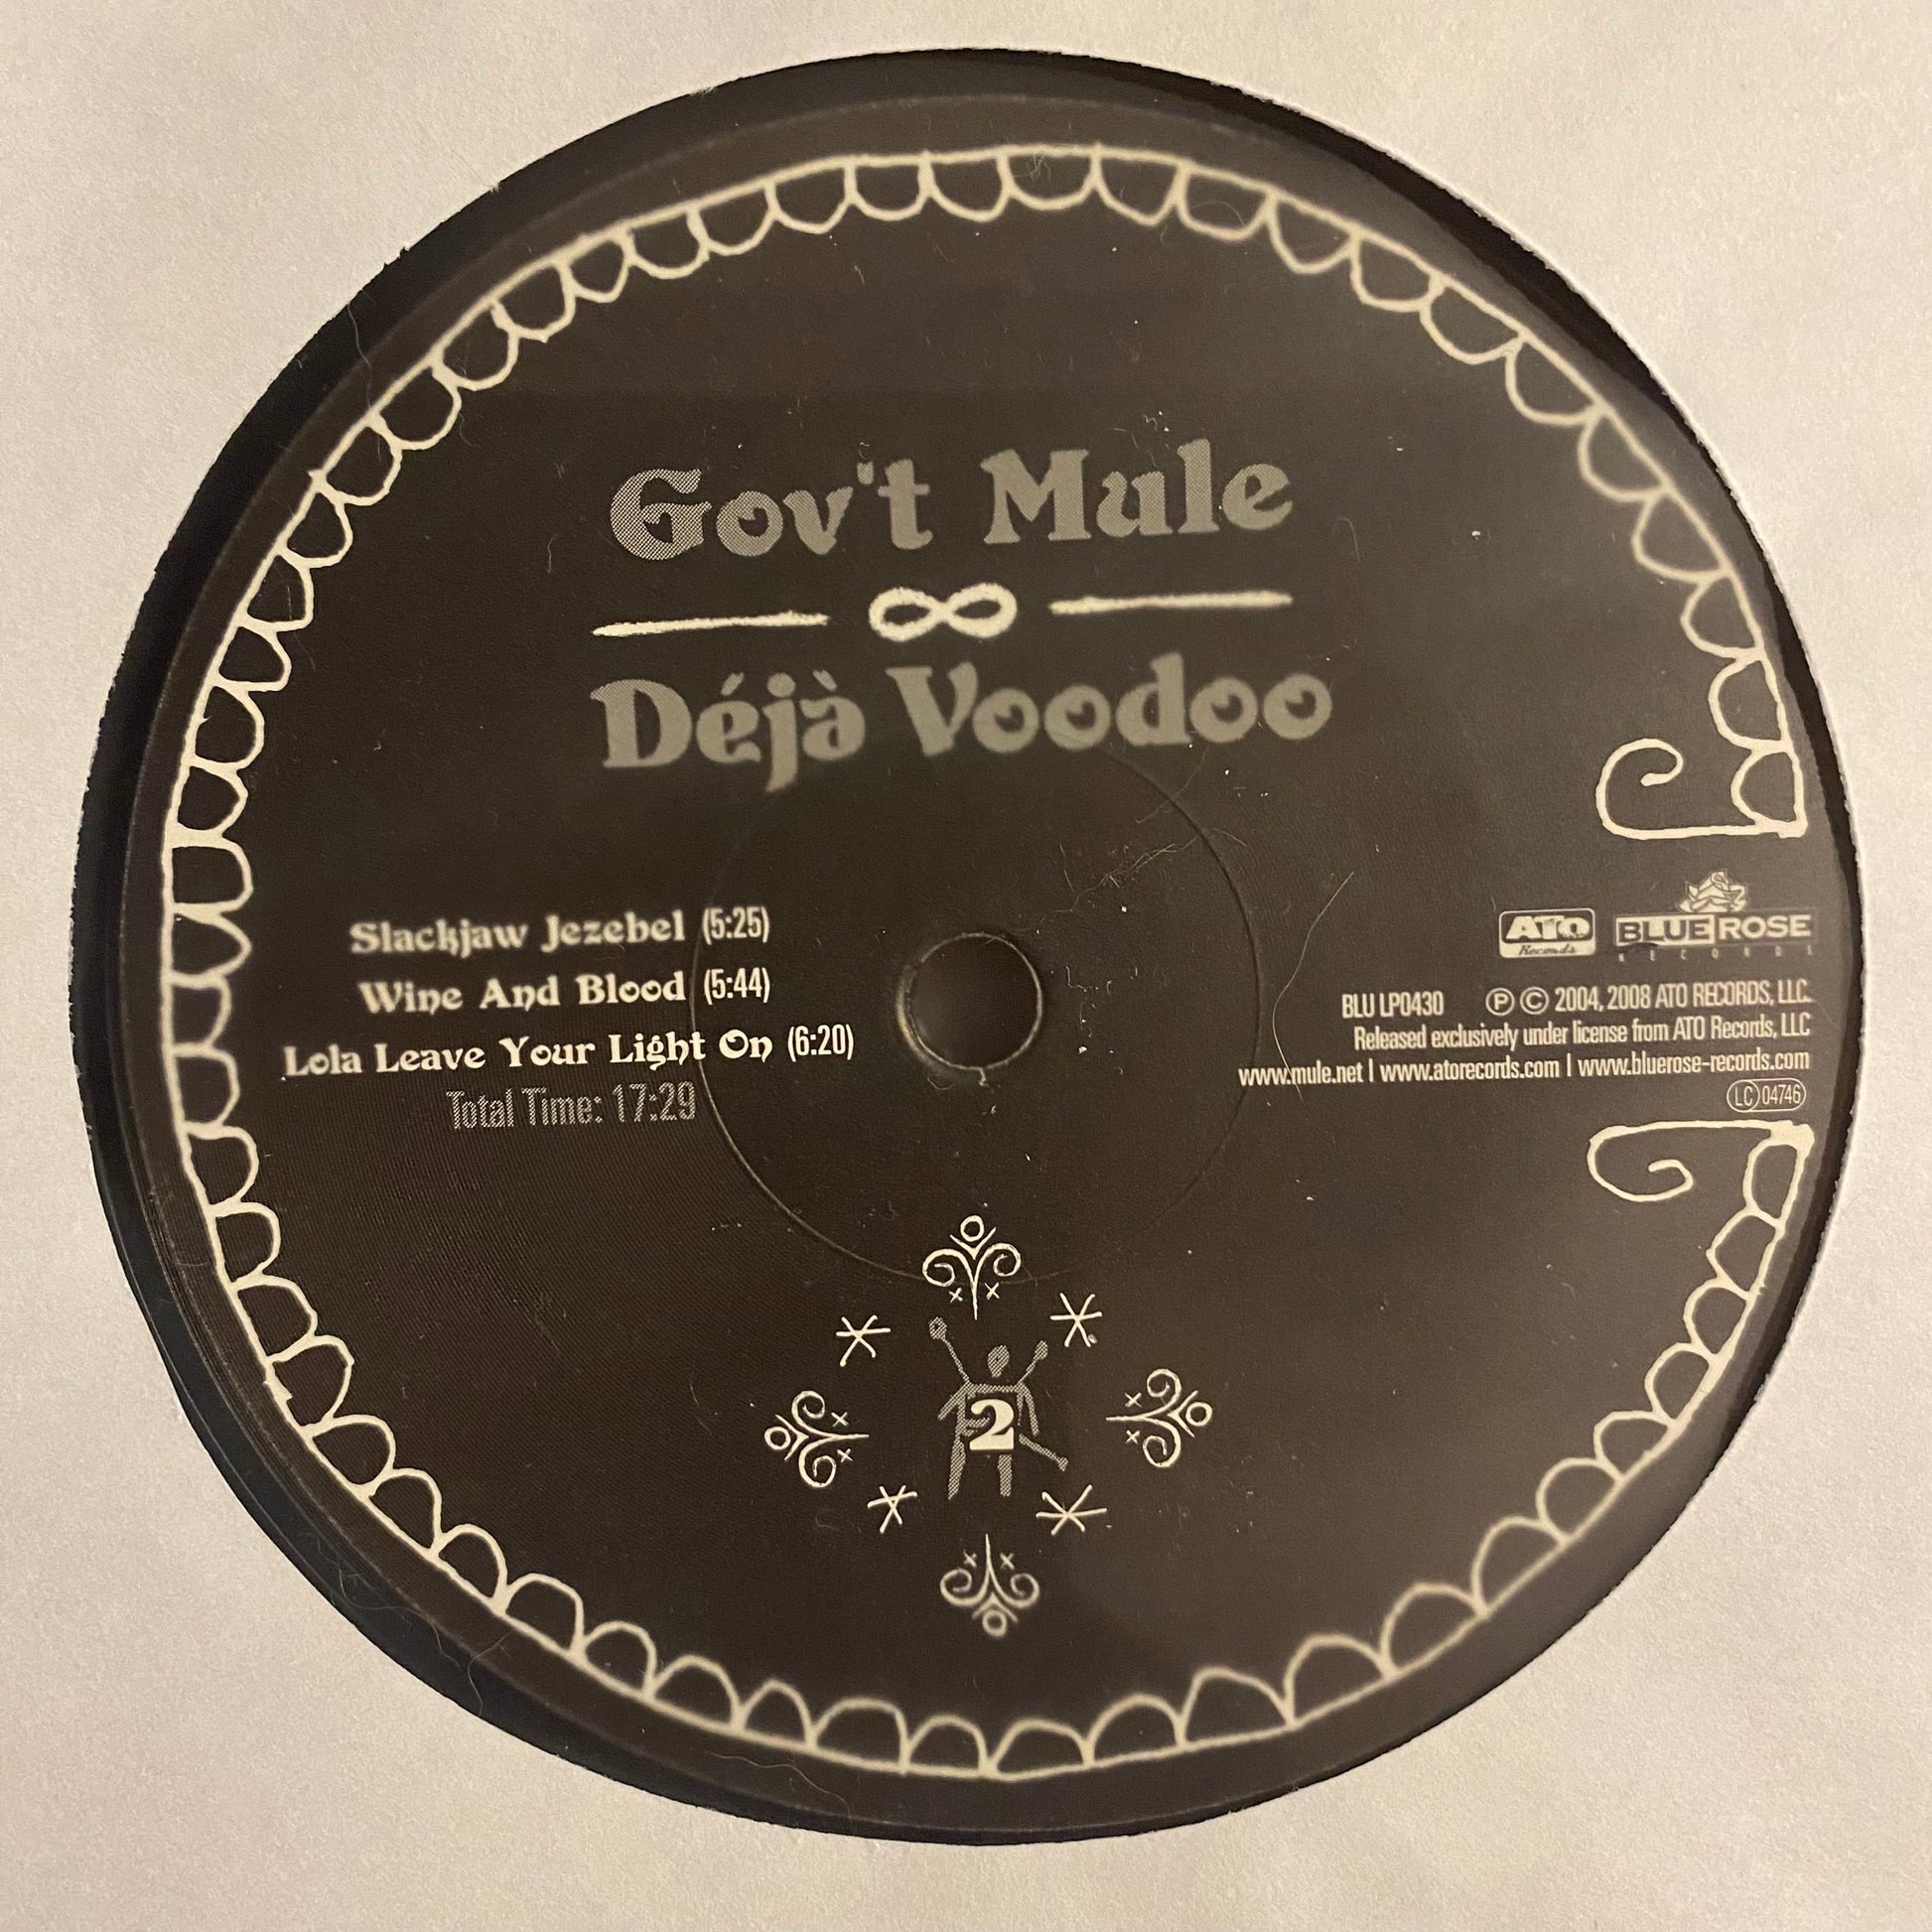 Gov't Mule
∞
Déjà Voodoo
Slackjaw Jezebel (5:25)
Wine And Blood (5:44)
Lola Leave Your Light On (6:20)
Total Time: 17:29
ATO Records
BLUE ROSE
RECORDS
BLU LP0430 ℗ © 2004, 2008 ATO RECORDS, LLC.
Released exclusively under license from ATO Records, LLC
www.mule.net | www.atorecords.com | www.bluerose-records.com
LC 04746
2